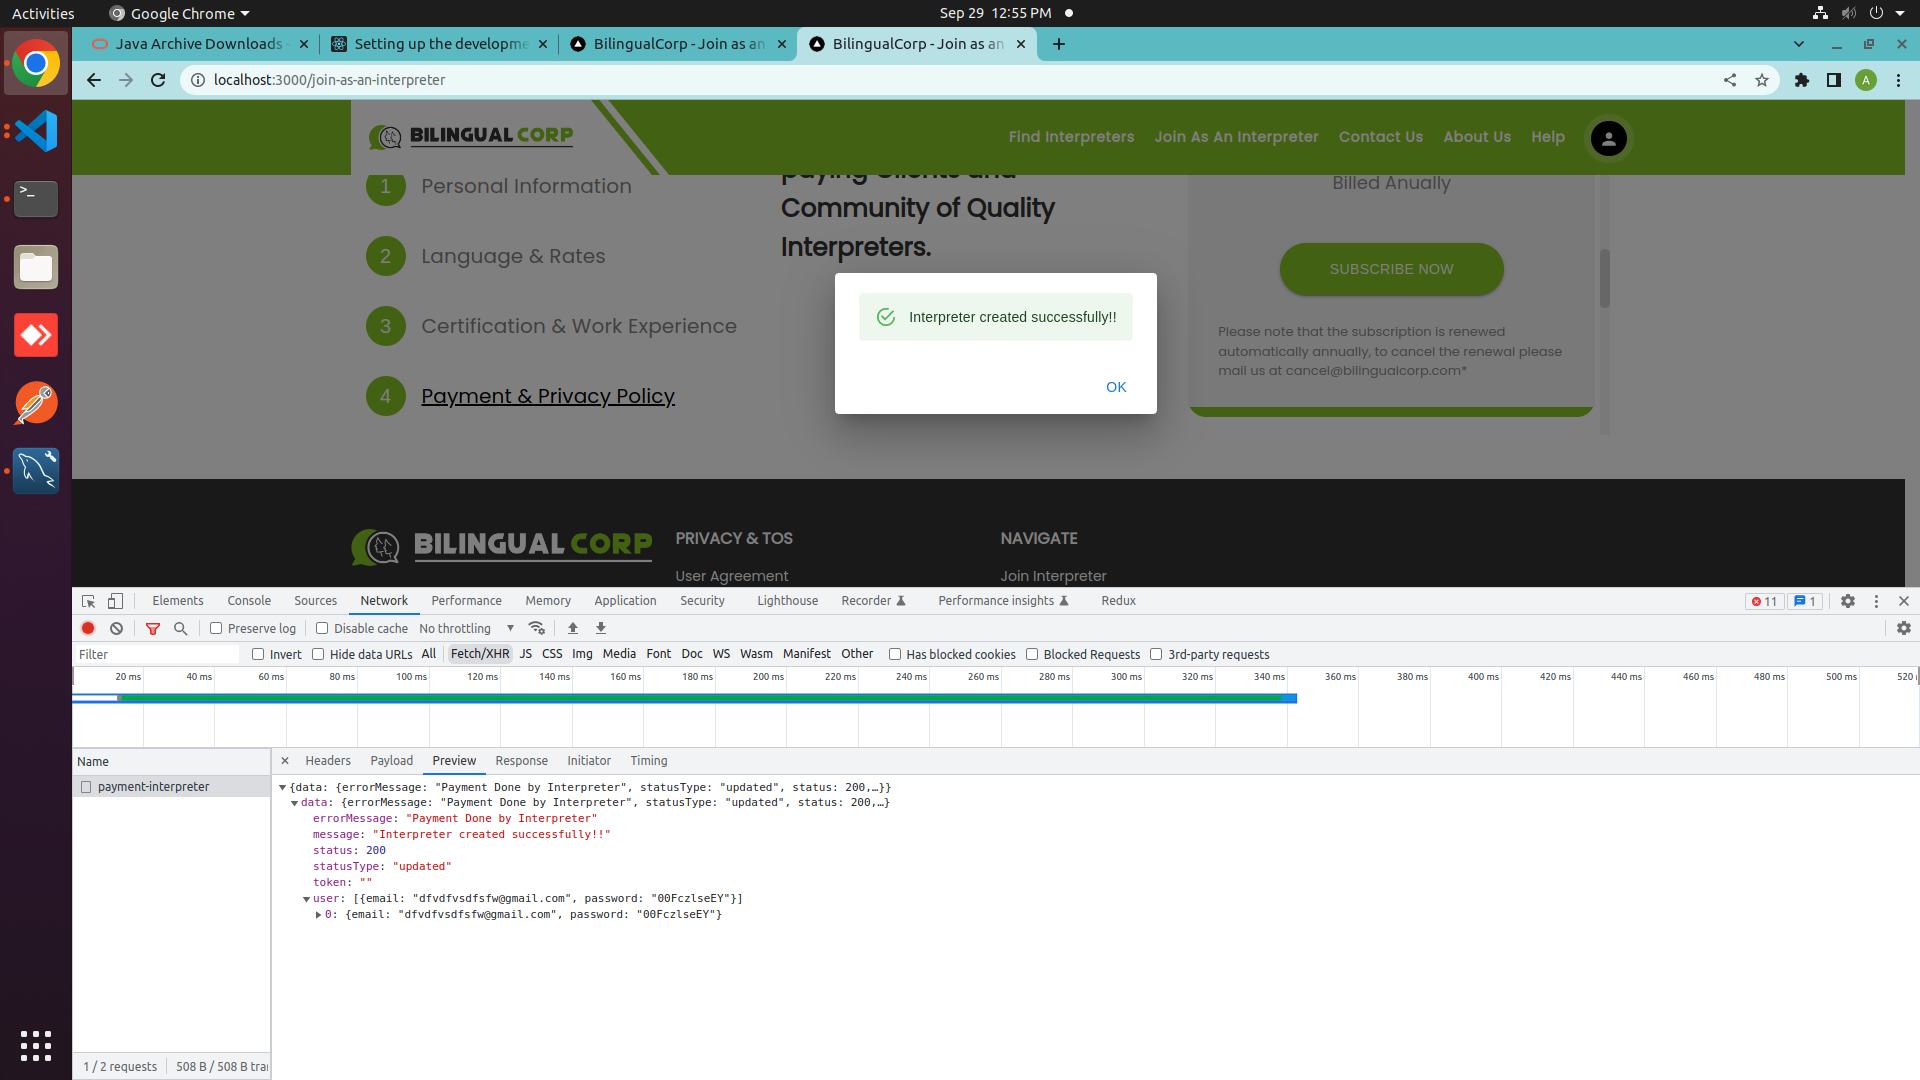 Activities
Google Chrome
Sep 29 12:55 PM
Java Archive Downloads -
Setting up the developme
BilingualCorp - Join as an
BilingualCorp - Join as an
localhost:3000/join-as-an-interpreter
A
BILINGUAL CORP
Find Interpreters
Join As An Interpreter
Contact Us
About Us
Help
1 Personal Information
2 Language & Rates
3 Certification & Work Experience
4 Payment & Privacy Policy
paying Clients and
Community of Quality
Interpreters.
Billed Anually
SUBSCRIBE NOW
Please note that the subscription is renewed
automatically annually, to cancel the renewal please
mail us at cancel@bilingualcorp.com*
Interpreter created successfully!!
OK
BILINGUAL CORP
PRIVACY & TOS
NAVIGATE
User Agreement
Join Interpreter
Elements Console Sources Network Performance Memory Application Security Lighthouse Recorder Performance insights Redux
11 1
Preserve log Disable cache No throttling
Filter Invert Hide data URLs All Fetch/XHR JS CSS Img Media Font Doc WS Wasm Manifest Other Has blocked cookies Blocked Requests 3rd-party requests
20 ms 40 ms 60 ms 80 ms 100 ms 120 ms 140 ms 160 ms 180 ms 200 ms 220 ms 240 ms 260 ms 280 ms 300 ms 320 ms 340 ms 360 ms 380 ms 400 ms 420 ms 440 ms 460 ms 480 ms 500 ms 520
Name
payment-interpreter
Headers Payload Preview Response Initiator Timing
{data: {errorMessage: "Payment Done by Interpreter", statusType: "updated", status: 200,…}}
data: {errorMessage: "Payment Done by Interpreter", statusType: "updated", status: 200,…}
errorMessage: "Payment Done by Interpreter"
message: "Interpreter created successfully!!"
status: 200
statusType: "updated"
token: ""
user: [{email: "dfvdfvsdfsfw@gmail.com", password: "00FczlseEY"}]
0: {email: "dfvdfvsdfsfw@gmail.com", password: "00FczlseEY"}
1 / 2 requests
508 B / 508 B tra